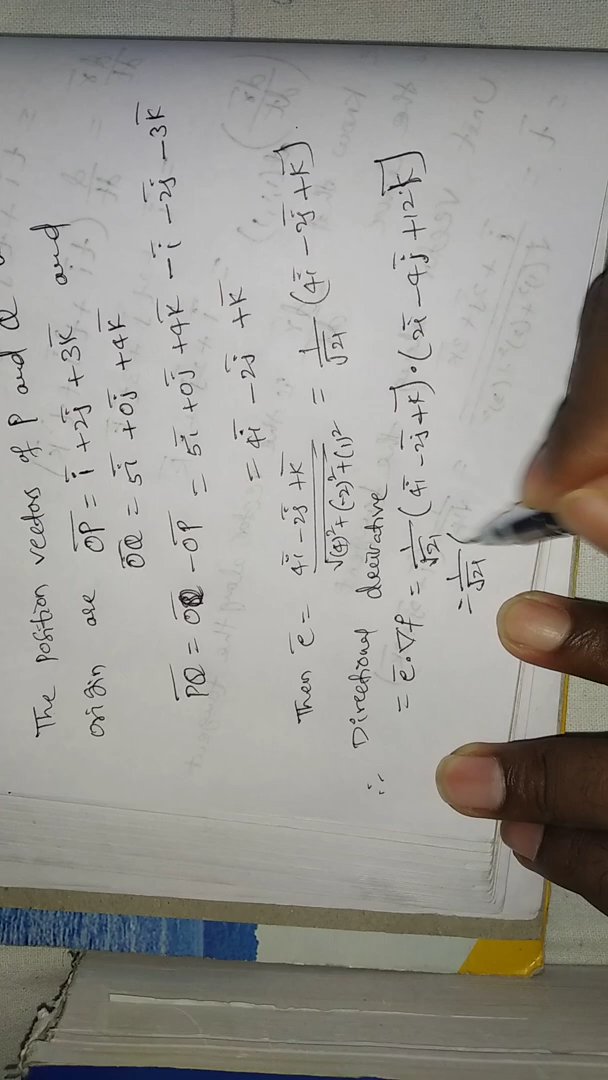 The position vectors of P and Q
origin are OP̅ = i̅ + 2j̅ + 3k̅ and
OQ̅ = 5i̅ + 0j̅ + 4k̅
PQ̅ = OQ̅ - OP̅ = 5i̅ + 0j̅ + 4k̅ - i̅ - 2j̅ - 3k̅
= 4i̅ - 2j̅ + k̅
Then e̅ = (4i̅ - 2j̅ + k̅)/√((4)²+(-2)²+(1)²) = 1/√21 (4i̅ - 2j̅ + k̅).
∴ Directional derivative
= e̅.∇f = 1/√21 (4i̅ - 2j̅ + k̅).(2i̅ - 4j̅ + 12k̅)
= 1/√21 (